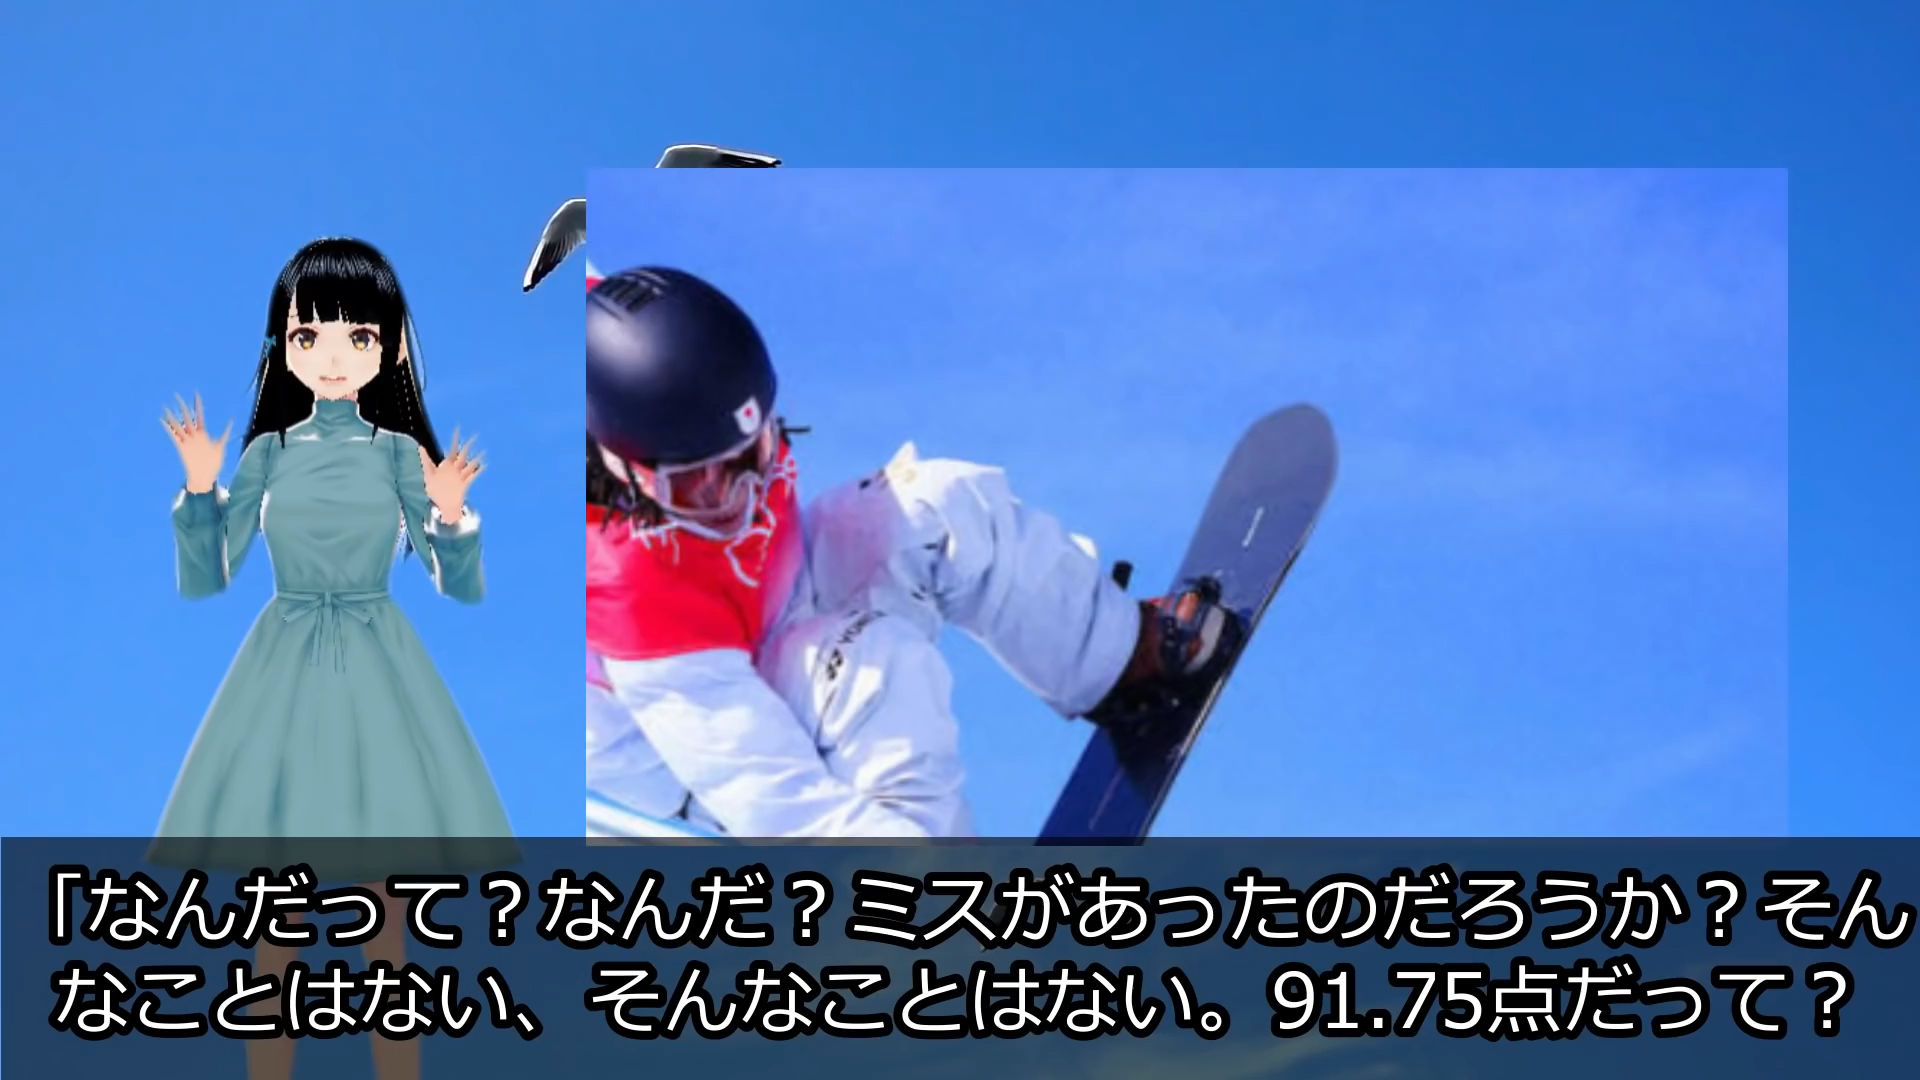 「なんだって？なんだ？ミスがあったのだろうか？そん
なことはない、そんなことはない。91.75点だって？